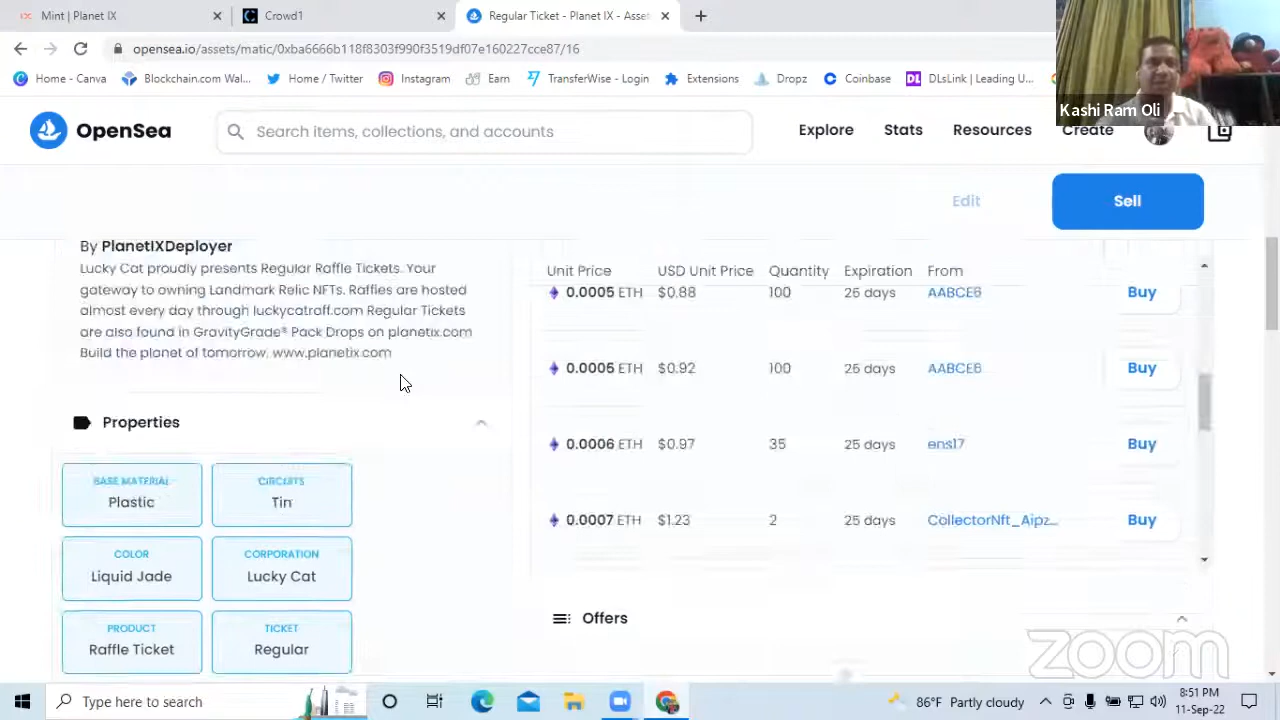 Mint | Planet IX
Crowd1
Regular Ticket - Planet IX - Asse
opensea.io/assets/matic/0xba6666b118f8303f990f3519df07e160227cce87/16
Home - Canva
Blockchain.com Wal...
Home / Twitter
Instagram
Earn
TransferWise - Login
Extensions
Dropz
Coinbase
DLsLink | Leading U...
Kashi Ram Oli
OpenSea
Search items, collections, and accounts
Explore
Stats
Resources
Create
Edit
Sell
By PlanetIXDeployer
Lucky Cat proudly presents Regular Raffle Tickets. Your
gateway to owning Landmark Relic NFTs. Raffles are hosted
almost every day through luckycatraff.com Regular Tickets
are also found in GravityGrade® Pack Drops on planetix.com
Build the planet of tomorrow. www.planetix.com
Properties
BASE MATERIAL
Plastic
CIRCUITS
Tin
COLOR
Liquid Jade
CORPORATION
Lucky Cat
PRODUCT
Raffle Ticket
TICKET
Regular
Unit Price USD Unit Price Quantity Expiration From
0.0005 ETH $0.88 100 25 days AABCE6 Buy
0.0005 ETH $0.92 100 25 days AABCE6 Buy
0.0006 ETH $0.97 35 25 days ens17 Buy
0.0007 ETH $1.23 2 25 days CollectorNft_Aipz... Buy
Offers
zoom
Type here to search
86°F Partly cloudy
8:51 PM
11-Sep-22